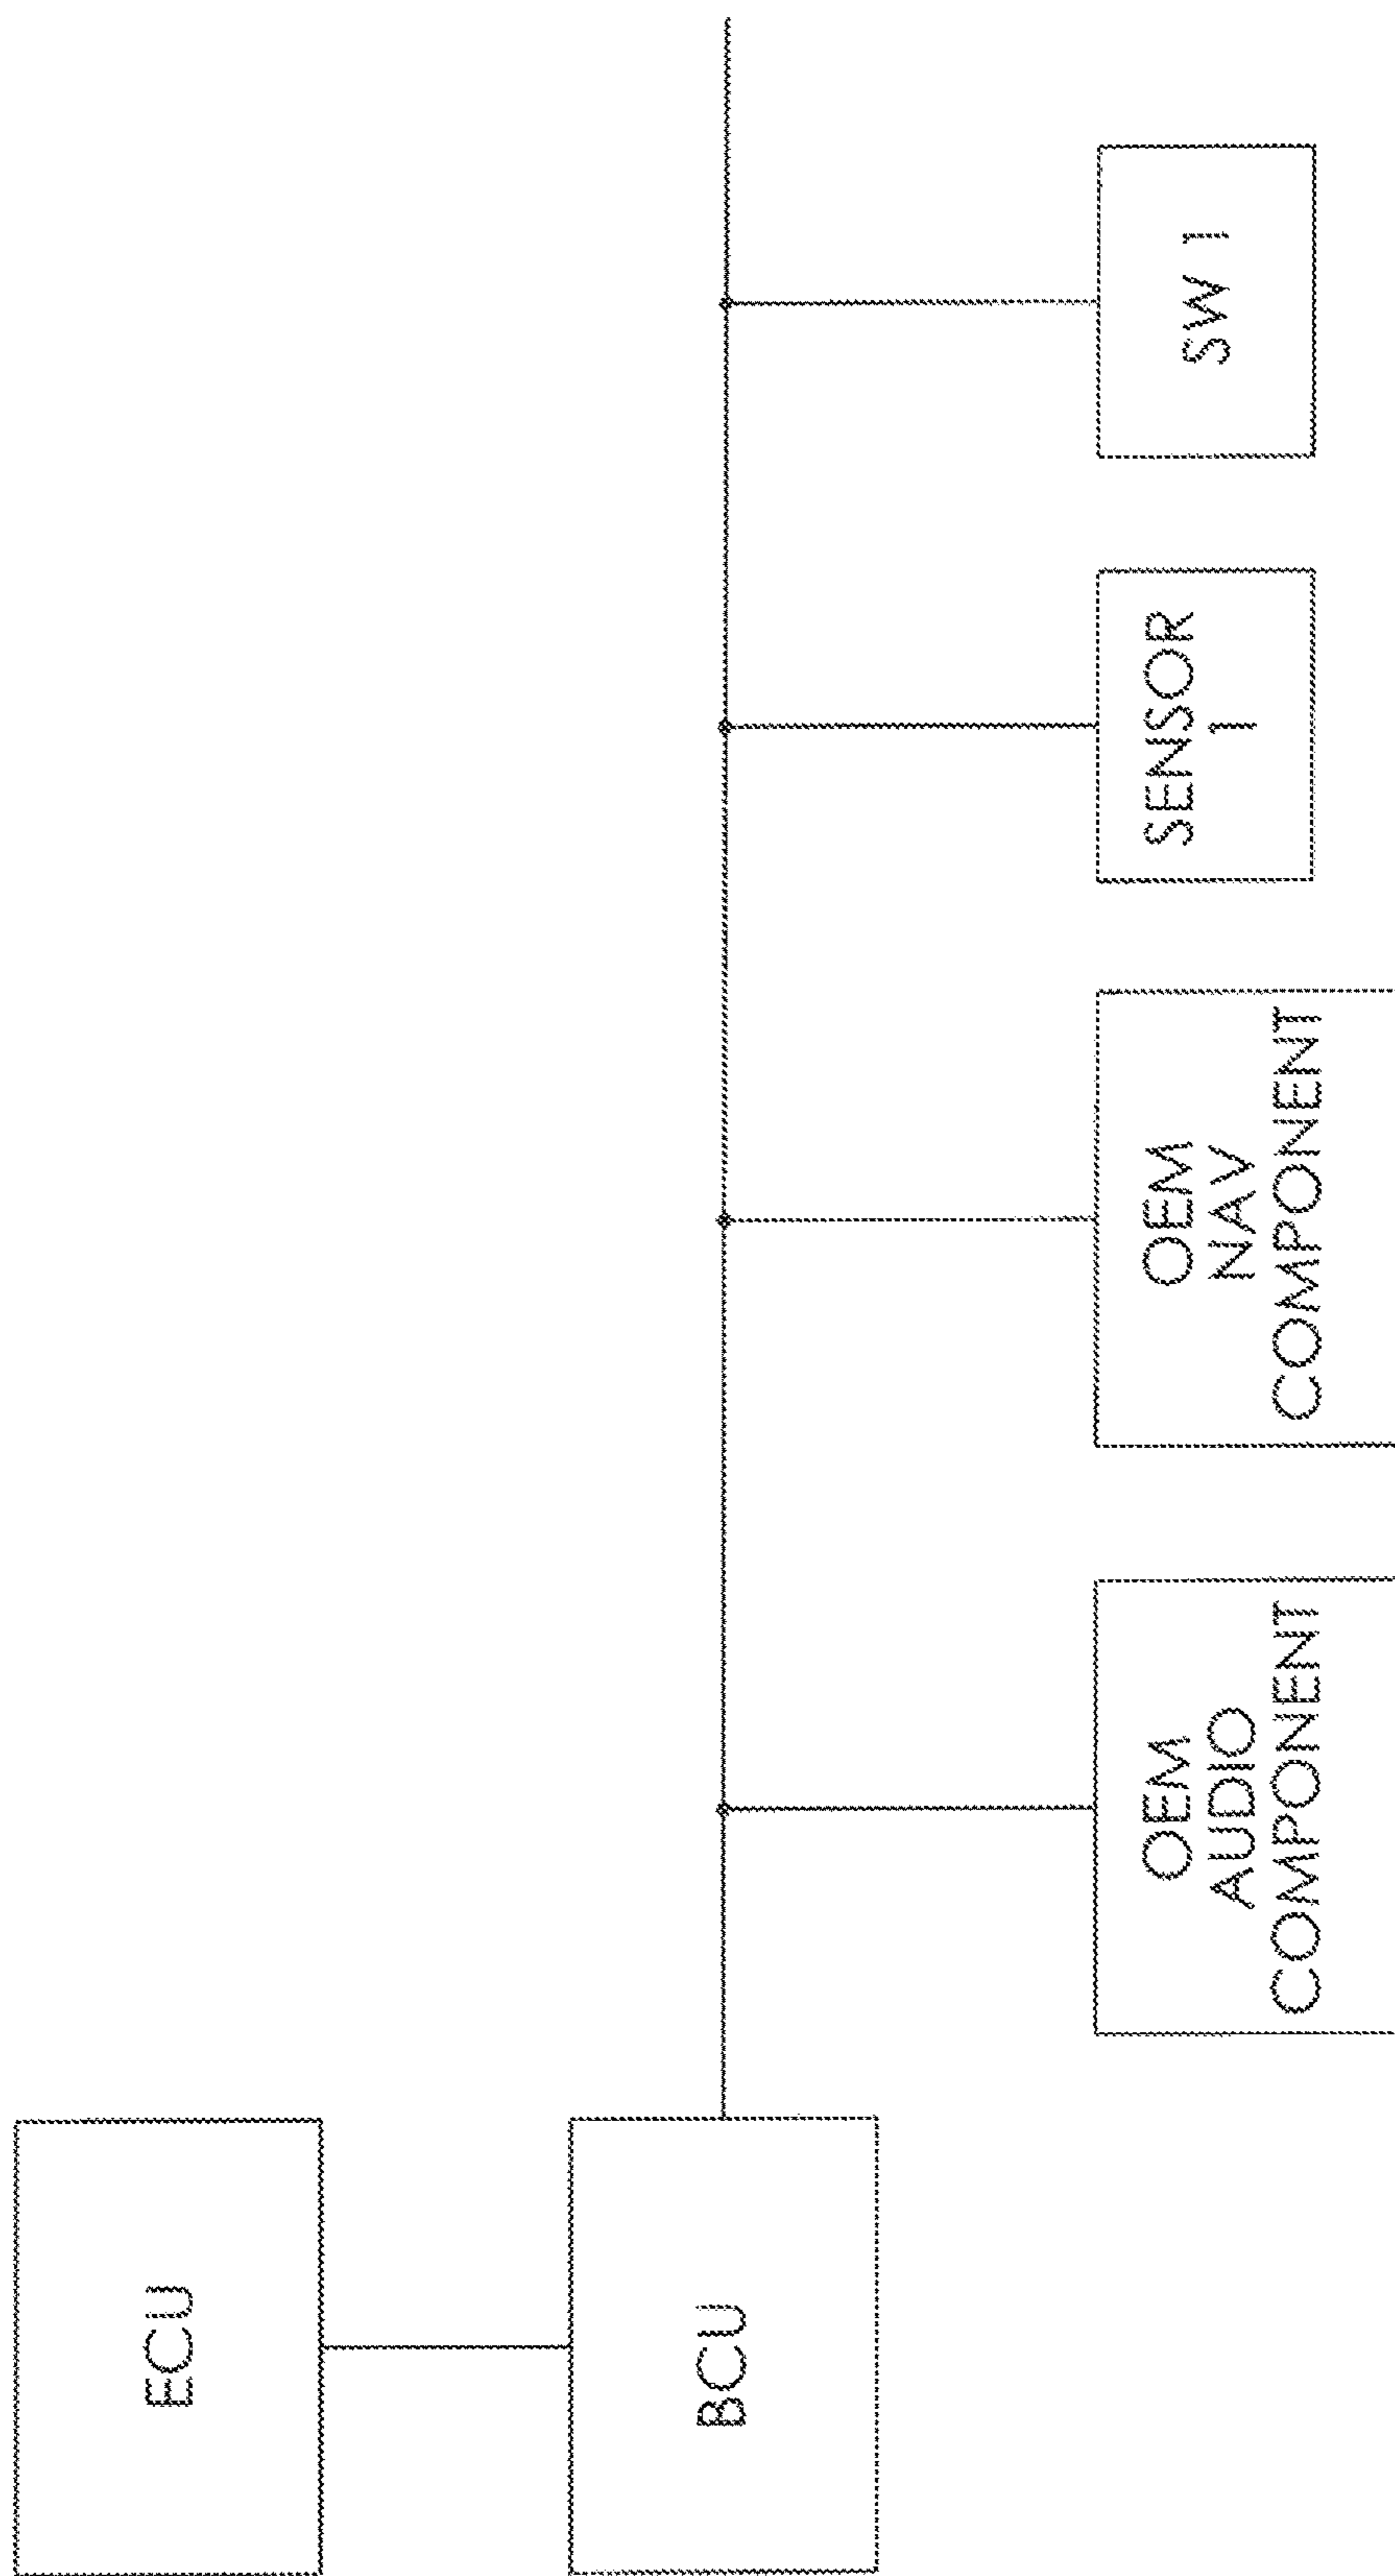 ECU
BCU
OEM
AUDIO
COMPONENT
OEM
NAV
COMPONENT
SENSOR
1
SW 1